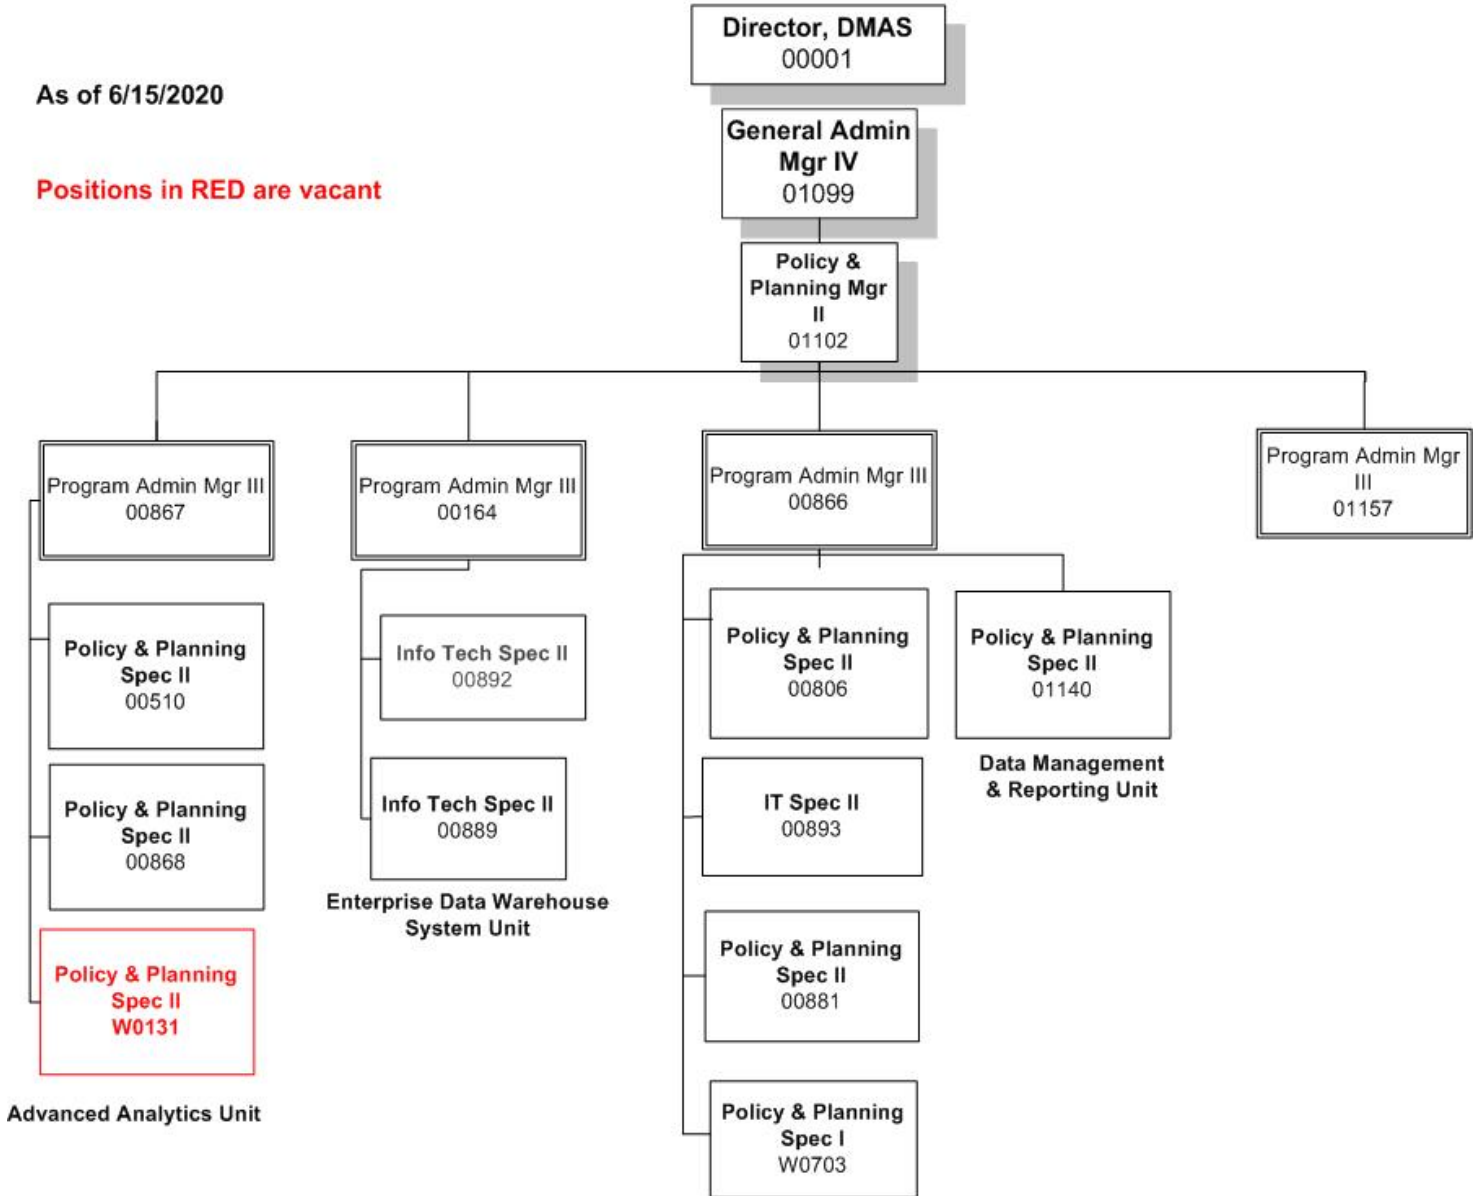 Director, DMAS
00001
As of 6/15/2020
General Admin
Mgr IV
01099
Positions in RED are vacant
Policy &
Planning Mgr
II
01102
Program Admin Mgr III
00867
Program Admin Mgr III
00164
Program Admin Mgr III
00866
Program Admin Mgr
III
01157
Policy & Planning
Spec II
00510
Policy & Planning
Spec II
00868
Policy & Planning
Spec II
W0131
Advanced Analytics Unit
Info Tech Spec II
00892
Info Tech Spec II
00889
Enterprise Data Warehouse
System Unit
Policy & Planning
Spec II
00806
IT Spec II
00893
Policy & Planning
Spec II
00881
Policy & Planning
Spec I
W0703
Policy & Planning
Spec II
01140
Data Management
& Reporting Unit